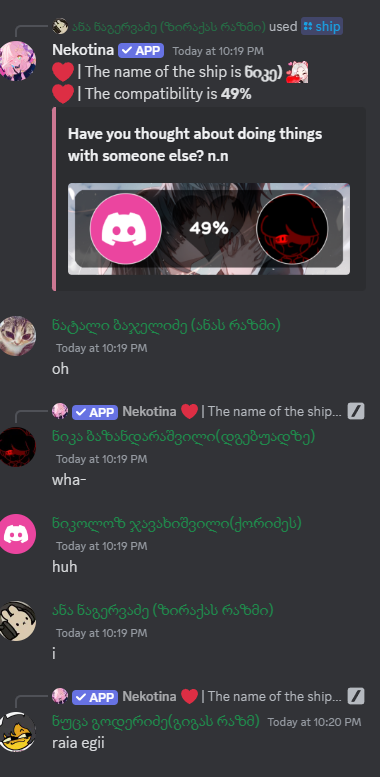 ანა ნაგერვაძე (ზირაქას რაზმი) used ship
Nekotina ✓ APP Today at 10:19 PM
❤️ | The name of the ship is ნიკე)
❤️ | The compatibility is 49%
Have you thought about doing things
with someone else? n.n
49%
ნატალი ბაჯელიძე (ანას რაზმი)
Today at 10:19 PM
oh
✓ APP Nekotina ❤️ | The name of the ship...
ნიკა ბაზანდარაშვილი(დგებუაძზე)
Today at 10:19 PM
wha-
ნიკოლოზ ჯავახიშვილი(ქორიძეს)
Today at 10:19 PM
huh
ანა ნაგერვაძე (ზირაქას რაზმი)
Today at 10:19 PM
i
✓ APP Nekotina ❤️ | The name of the ship...
ნუცა გოდერიძე(გიგას რაზმ) Today at 10:20 PM
raia egii